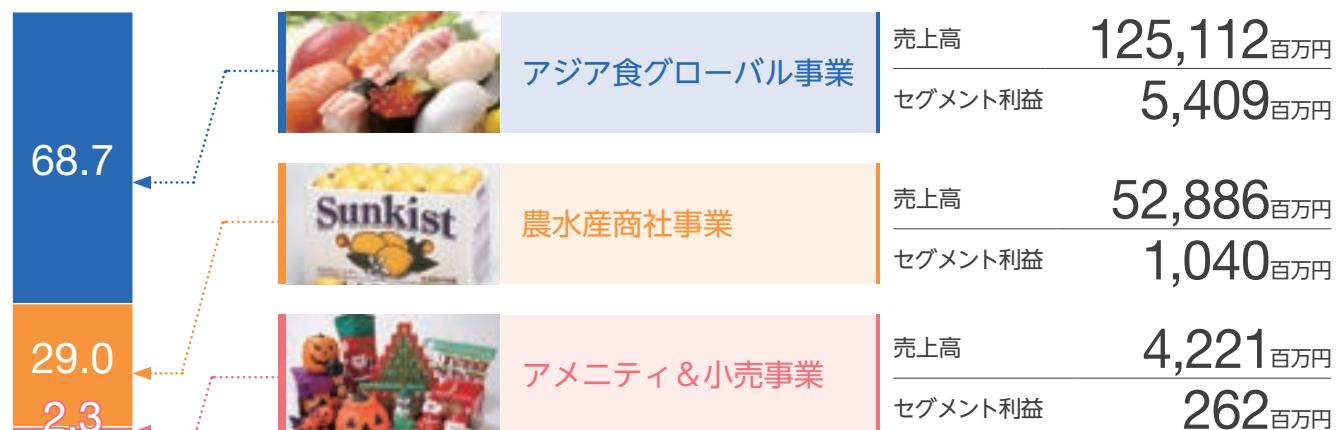 68.7
アジア食グローバル事業
売上高 125,112百万円
セグメント利益 5,409百万円
29.0
Sunkist
農水産商社事業
売上高 52,886百万円
セグメント利益 1,040百万円
2.3
アメニティ＆小売事業
売上高 4,221百万円
セグメント利益 262百万円